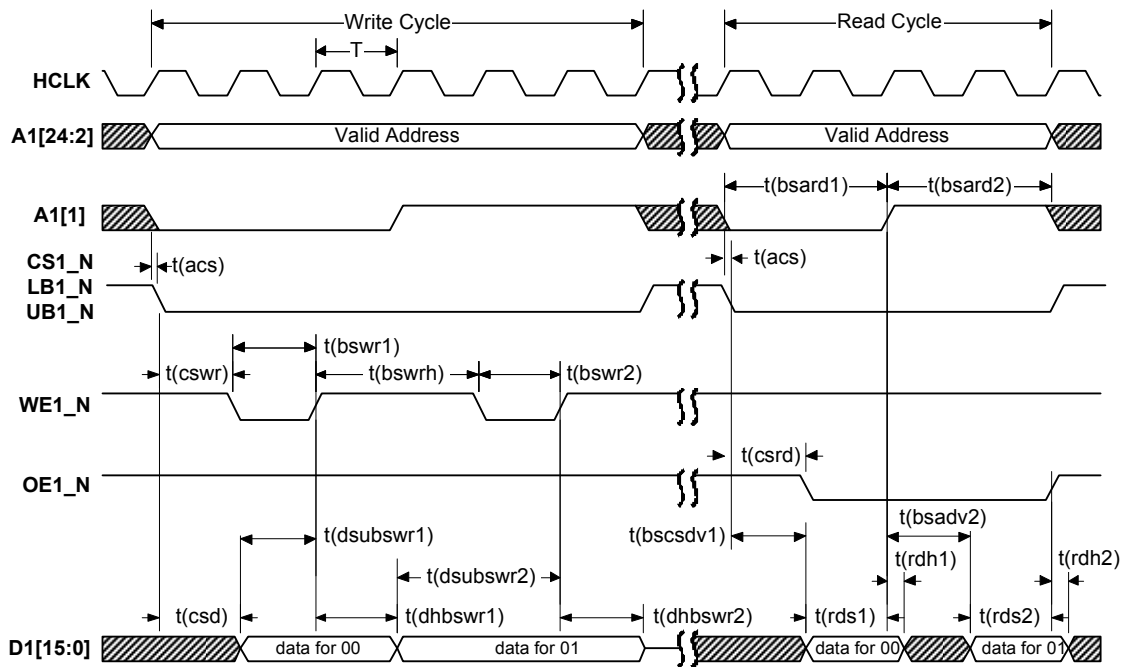 Write Cycle
Read Cycle
T
HCLK
A1[24:2]
Valid Address
Valid Address
t(bsard1)
t(bsard2)
A1[1]
CS1_N
LB1_N
UB1_N
t(acs)
t(acs)
t(bswr1)
t(cswr)
t(bswrh)
t(bswr2)
WE1_N
t(csrd)
OE1_N
t(bsadv2)
t(dsubswr1)
t(bscsdv1)
t(rdh1)
t(rdh2)
t(dsubswr2)
t(csd)
t(dhbswr1)
t(dhbswr2)
t(rds1)
t(rds2)
D1[15:0]
data for 00
data for 01
data for 00
data for 01